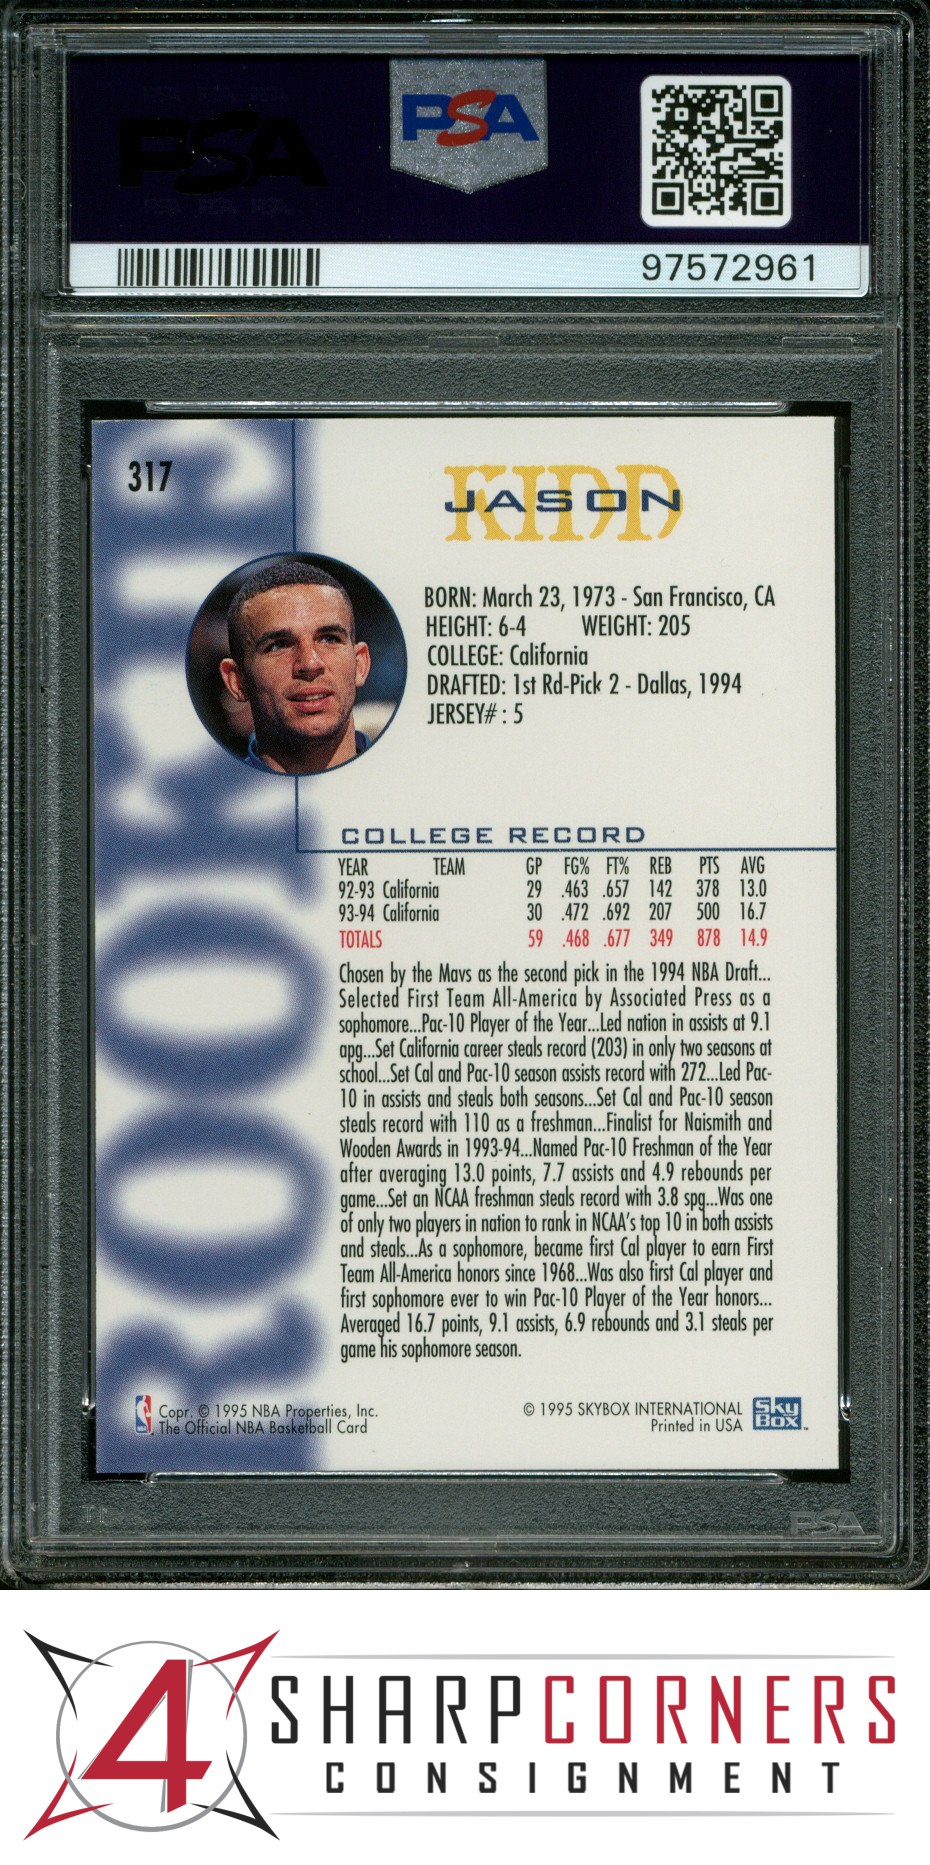 PSA
PSA
97572961
317
JASON
KIDD
BORN: March 23, 1973 - San Francisco, CA
HEIGHT: 6-4 WEIGHT: 205
COLLEGE: California
DRAFTED: 1st Rd-Pick 2 - Dallas, 1994
JERSEY# : 5
ROOKIE
COLLEGE RECORD
YEAR TEAM GP FG% FT% REB PTS AVG
92-93 California 29 .463 .657 142 378 13.0
93-94 California 30 .472 .692 207 500 16.7
TOTALS 59 .468 .677 349 878 14.9
Chosen by the Mavs as the second pick in the 1994 NBA Draft...
Selected First Team All-America by Associated Press as a
sophomore...Pac-10 Player of the Year...Led nation in assists at 9.1
apg...Set California career steals record (203) in only two seasons at
school...Set Cal and Pac-10 season assists record with 272...Led Pac-
10 in assists and steals both seasons...Set Cal and Pac-10 season
steals record with 110 as a freshman...Finalist for Naismith and
Wooden Awards in 1993-94...Named Pac-10 Freshman of the Year
after averaging 13.0 points, 7.7 assists and 4.9 rebounds per
game...Set an NCAA freshman steals record with 3.8 spg...Was one
of only two players in nation to rank in NCAA's top 10 in both assists
and steals...As a sophomore, became first Cal player to earn First
Team All-America honors since 1968...Was also first Cal player and
first sophomore ever to win Pac-10 Player of the Year honors...
Averaged 16.7 points, 9.1 assists, 6.9 rebounds and 3.1 steals per
game his sophomore season.
NBA
Copr. © 1995 NBA Properties, Inc.
The Official NBA Basketball Card
© 1995 SKYBOX INTERNATIONAL
Printed in USA
Sky
Box
PSA
4
SHARPCORNERS
CONSIGNMENT